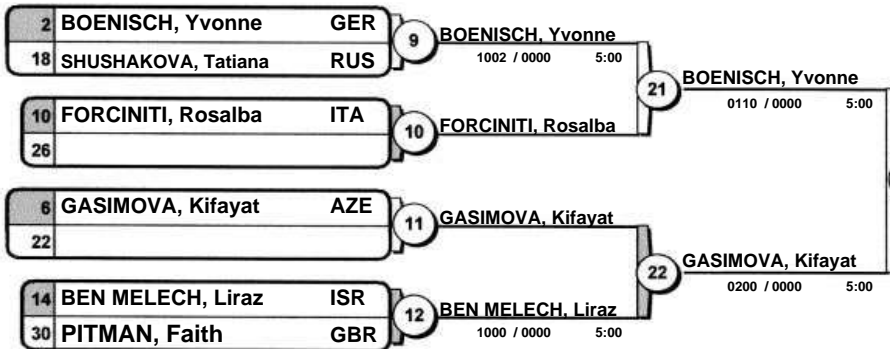 2 BOENISCH, Yvonne GER
18 SHUSHAKOVA, Tatiana RUS
9
BOENISCH, Yvonne
1002 / 0000 5:00
10 FORCINITI, Rosalba ITA
26
10
FORCINITI, Rosalba
21
BOENISCH, Yvonne
0110 / 0000 5:00
6 GASIMOVA, Kifayat AZE
22
11
GASIMOVA, Kifayat
14 BEN MELECH, Liraz ISR
30 PITMAN, Faith GBR
12
BEN MELECH, Liraz
1000 / 0000 5:00
22
GASIMOVA, Kifayat
0200 / 0000 5:00